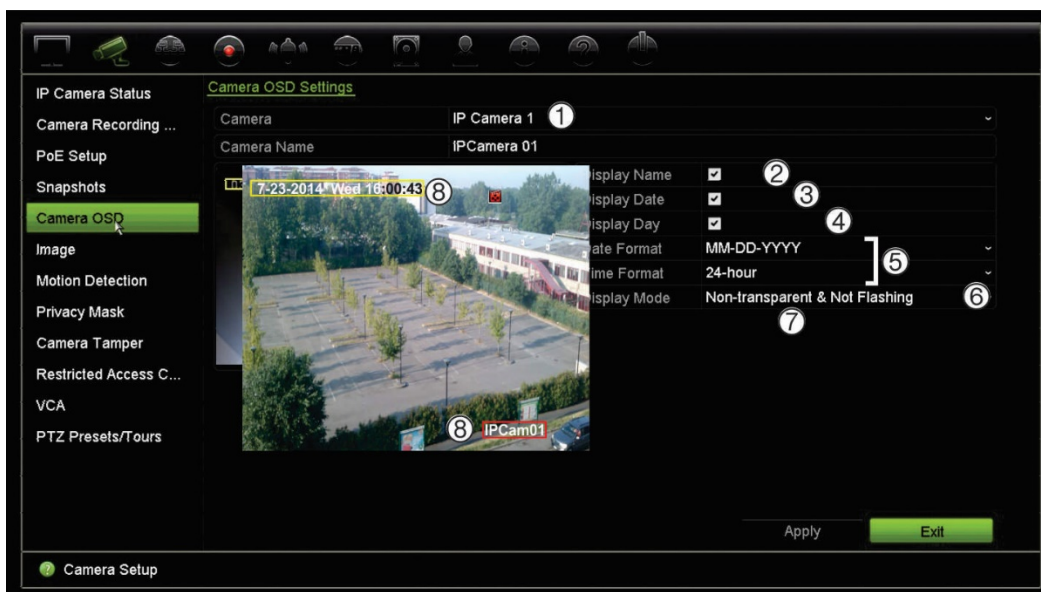 IP Camera Status
Camera Recording ...
PoE Setup
Snapshots
Camera OSD
Image
Motion Detection
Privacy Mask
Camera Tamper
Restricted Access C...
VCA
PTZ Presets/Tours
Camera OSD Settings
Camera IP Camera 1 1
Camera Name IPCamera 01
7-23-2014 Wed 16:00:43 8
isplay Name 2
isplay Date 3
isplay Day 4
ate Format MM-DD-YYYY
5
ime Format 24-hour
isplay Mode Non-transparent & Not Flashing 6
7
8 IPCam01
Apply Exit
? Camera Setup